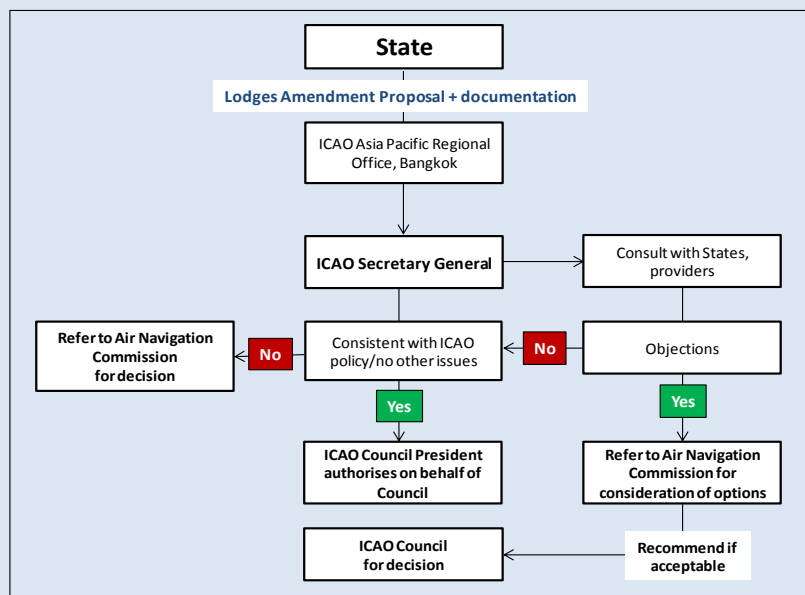 State
Lodges Amendment Proposal + documentation
ICAO Asia Pacific Regional
Office, Bangkok
ICAO Secretary General
Consult with States,
providers
Refer to Air Navigation
Commission
for decision
No
Consistent with ICAO
policy/no other issues
No
Objections
Yes
Yes
ICAO Council President
authorises on behalf of
Council
Refer to Air Navigation
Commission for
consideration of options
ICAO Council
for decision
Recommend if
acceptable